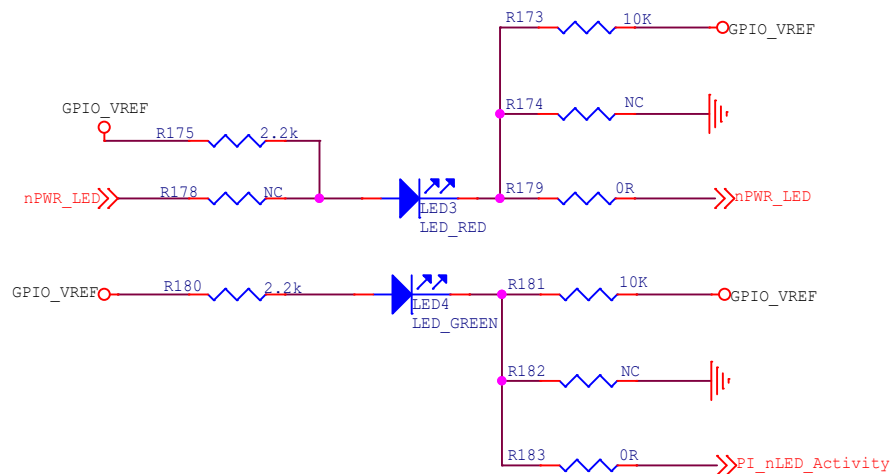 R173 10K GPIO_VREF
R174 NC
GPIO_VREF
R175 2.2k
nPWR_LED R178 NC
LED3
LED_RED
R179 0R nPWR_LED
GPIO_VREF R180 2.2k
LED4
LED_GREEN
R181 10K GPIO_VREF
R182 NC
R183 0R PI_nLED_Activity